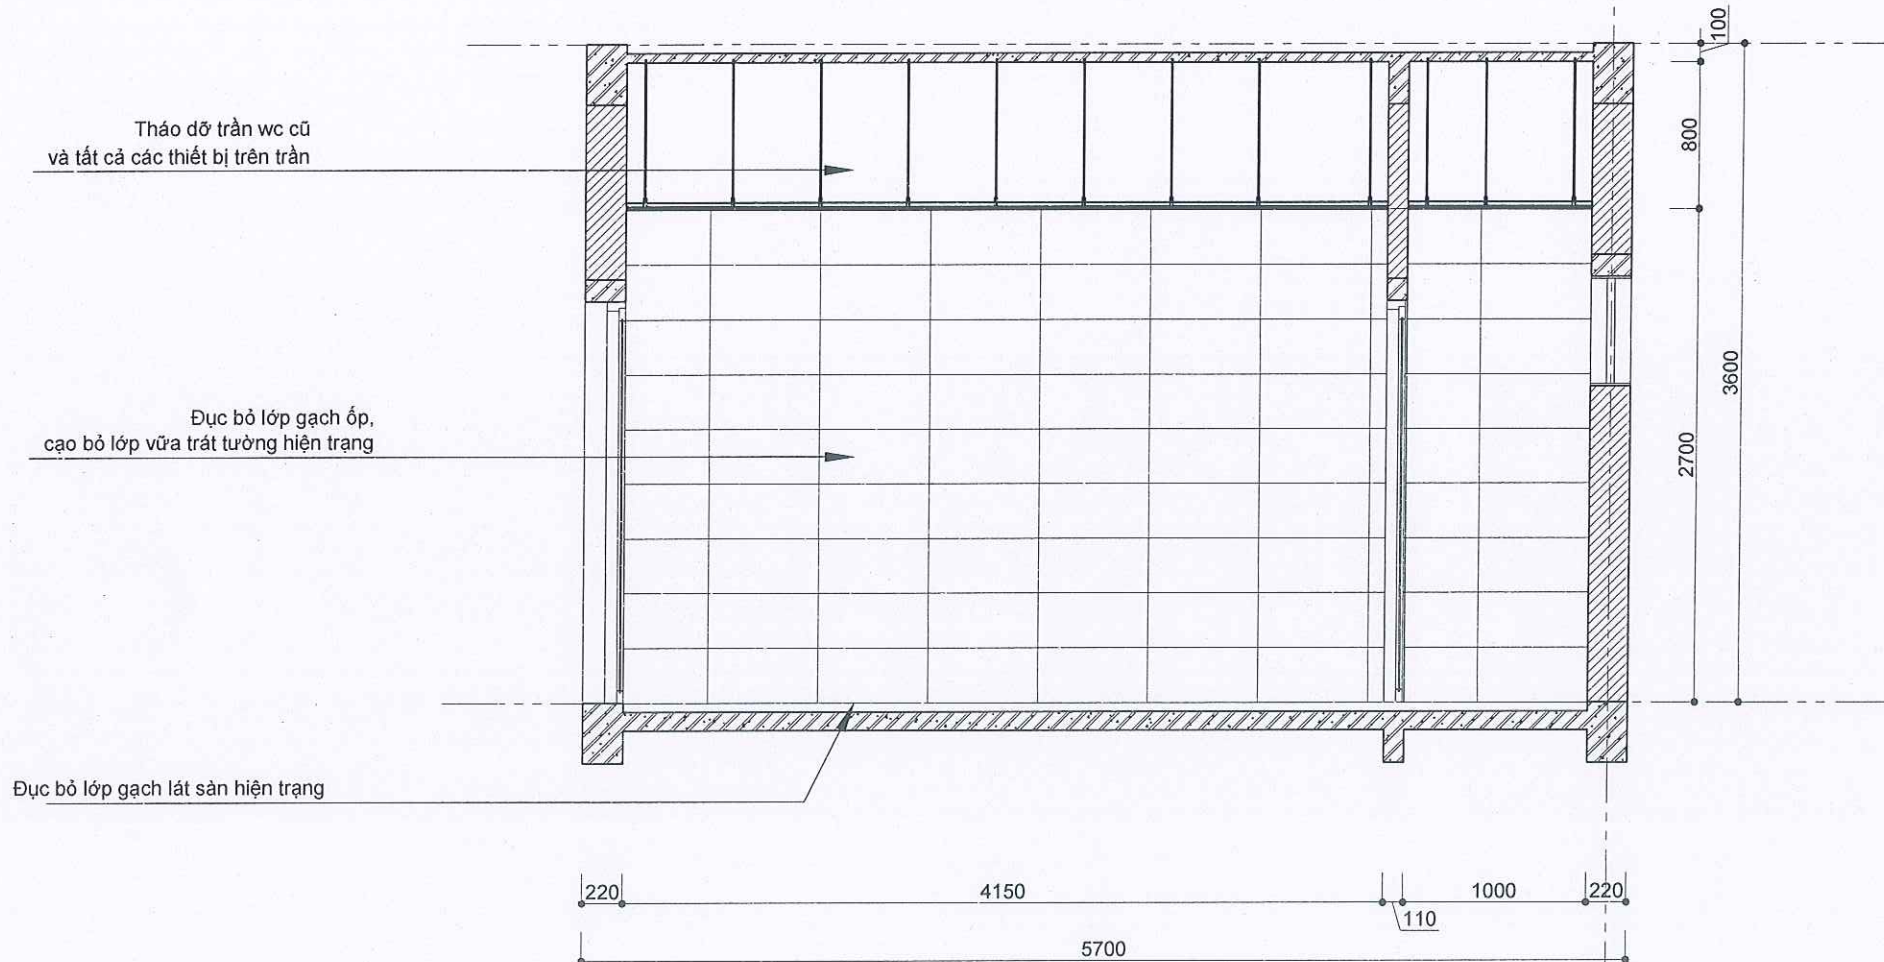 100
Tháo dỡ trần wc cũ
và tất cả các thiết bị trên trần
800
3600
Đục bỏ lớp gạch ốp,
cạo bỏ lớp vữa trát tường hiện trạng
2700
Đục bỏ lớp gạch lát sàn hiện trạng
220
4150
110
1000
220
5700